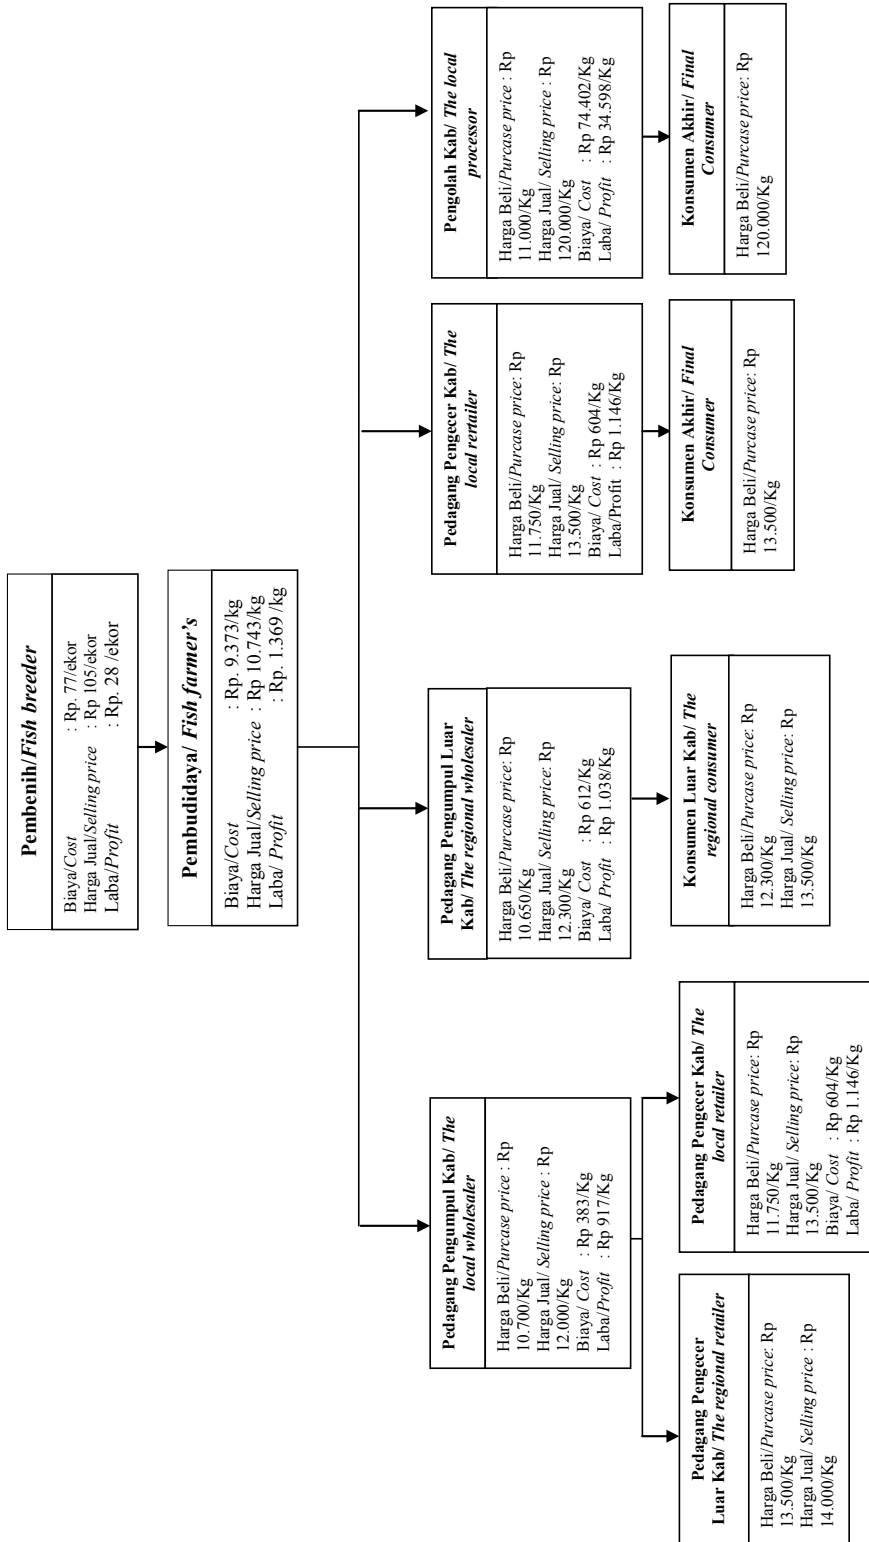 Pembenih/Fish breeder
Biaya/Cost : Rp. 77/ekor
Harga Jual/Selling price : Rp 105/ekor
Laba/Profit : Rp. 28 /ekor
Pembudidaya/ Fish farmer's
Biaya/Cost : Rp. 9.373/kg
Harga Jual/Selling price : Rp 10.743/kg
Laba/ Profit : Rp. 1.369 /kg
Pedagang Pengumpul Kab/ The
local wholesaler
Harga Beli/Purcase price : Rp
10.700/Kg
Harga Jual/ Selling price : Rp
12.000/Kg
Biaya/ Cost : Rp 383/Kg
Laba/Profit : Rp 917/Kg
Pedagang Pengumpul Luar
Kab/ The regional wholesaler
Harga Beli/Purcase price: Rp
10.650/Kg
Harga Jual/ Selling price: Rp
12.300/Kg
Biaya/ Cost : Rp 612/Kg
Laba/ Profit : Rp 1.038/Kg
Pedagang Pengecer Kab/ The
local rertailer
Harga Beli/Purcase price: Rp
11.750/Kg
Harga Jual/ Selling price: Rp
13.500/Kg
Biaya/ Cost : Rp 604/Kg
Laba/Profit : Rp 1.146/Kg
Pengolah Kab/ The local
processor
Harga Beli/Purcase price : Rp
11.000/Kg
Harga Jual/ Selling price : Rp
120.000/Kg
Biaya/ Cost : Rp 74.402/Kg
Laba/ Profit : Rp 34.598/Kg
Pedagang Pengecer
Luar Kab/ The regional retailer
Harga Beli/Purcase price: Rp
13.500/Kg
Harga Jual/ Selling price : Rp
14.000/Kg
Pedagang Pengecer Kab/ The
local retailer
Harga Beli/Purcase price: Rp
11.750/Kg
Harga Jual/ Selling price: Rp
13.500/Kg
Biaya/ Cost : Rp 604/Kg
Laba/ Profit : Rp 1.146/Kg
Konsumen Luar Kab/ The
regional consumer
Harga Beli/Purcase price: Rp
12.300/Kg
Harga Jual/ Selling price: Rp
13.500/Kg
Konsumen Akhir/ Final
Consumer
Harga Beli/Purcase price: Rp
13.500/Kg
Konsumen Akhir/ Final
Consumer
Harga Beli/Purcase price: Rp
120.000/Kg